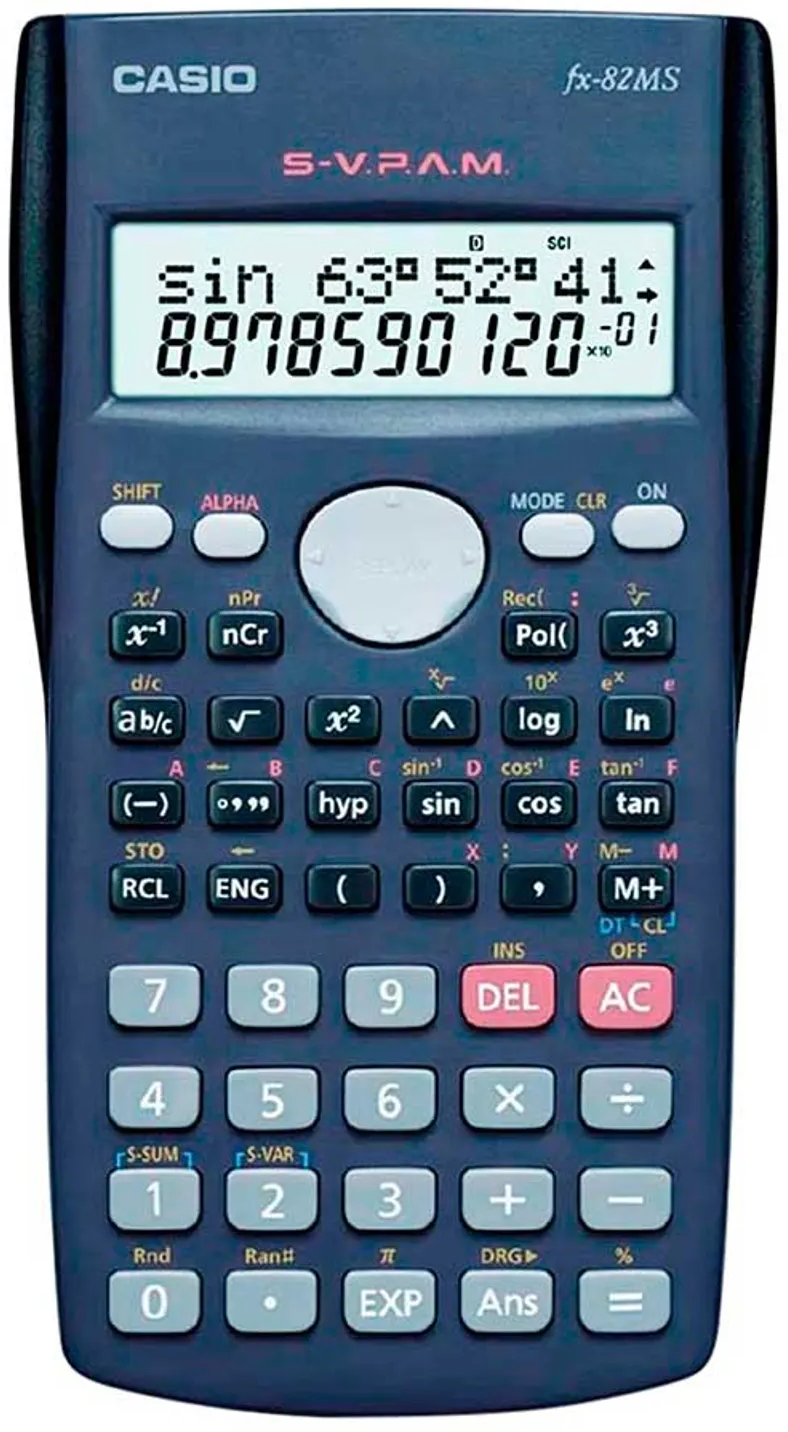 CASIO fx-82MS
S-V.P.A.M.
D SCI
sin 63°52°41
8.978590120×10⁻⁰¹
SHIFT ALPHA MODE CLR ON
x! nPr Rec( : ³√
x⁻¹ nCr Pol( x³
d/c ˣ√ 10ˣ eˣ e
ab/c √ x² ^ log ln
A ← B C sin⁻¹ D cos⁻¹ E tan⁻¹ F
(−) °,,, hyp sin cos tan
STO ← X ; Y M− M
RCL ENG ( ) , M+
DT CL
INS OFF
7 8 9 DEL AC
4 5 6 × ÷
S-SUM S-VAR
1 2 3 + −
Rnd Ran# π DRG▶ %
0 . EXP Ans =